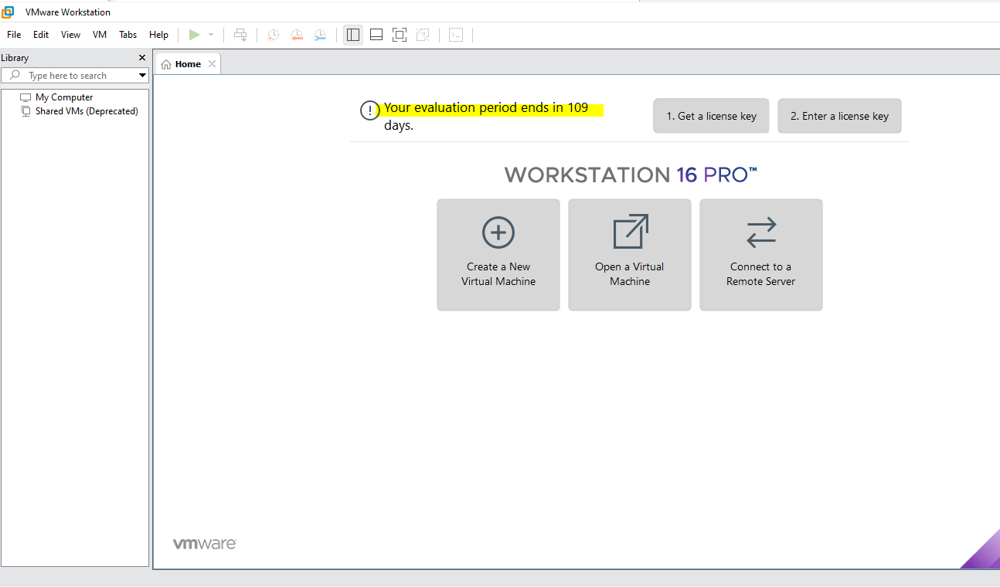 VMware Workstation
File Edit View VM Tabs Help
Library
Type here to search
My Computer
Shared VMs (Deprecated)
Home
Your evaluation period ends in 109
days.
1. Get a license key
2. Enter a license key
WORKSTATION 16 PRO™
Create a New
Virtual Machine
Open a Virtual
Machine
Connect to a
Remote Server
vmware